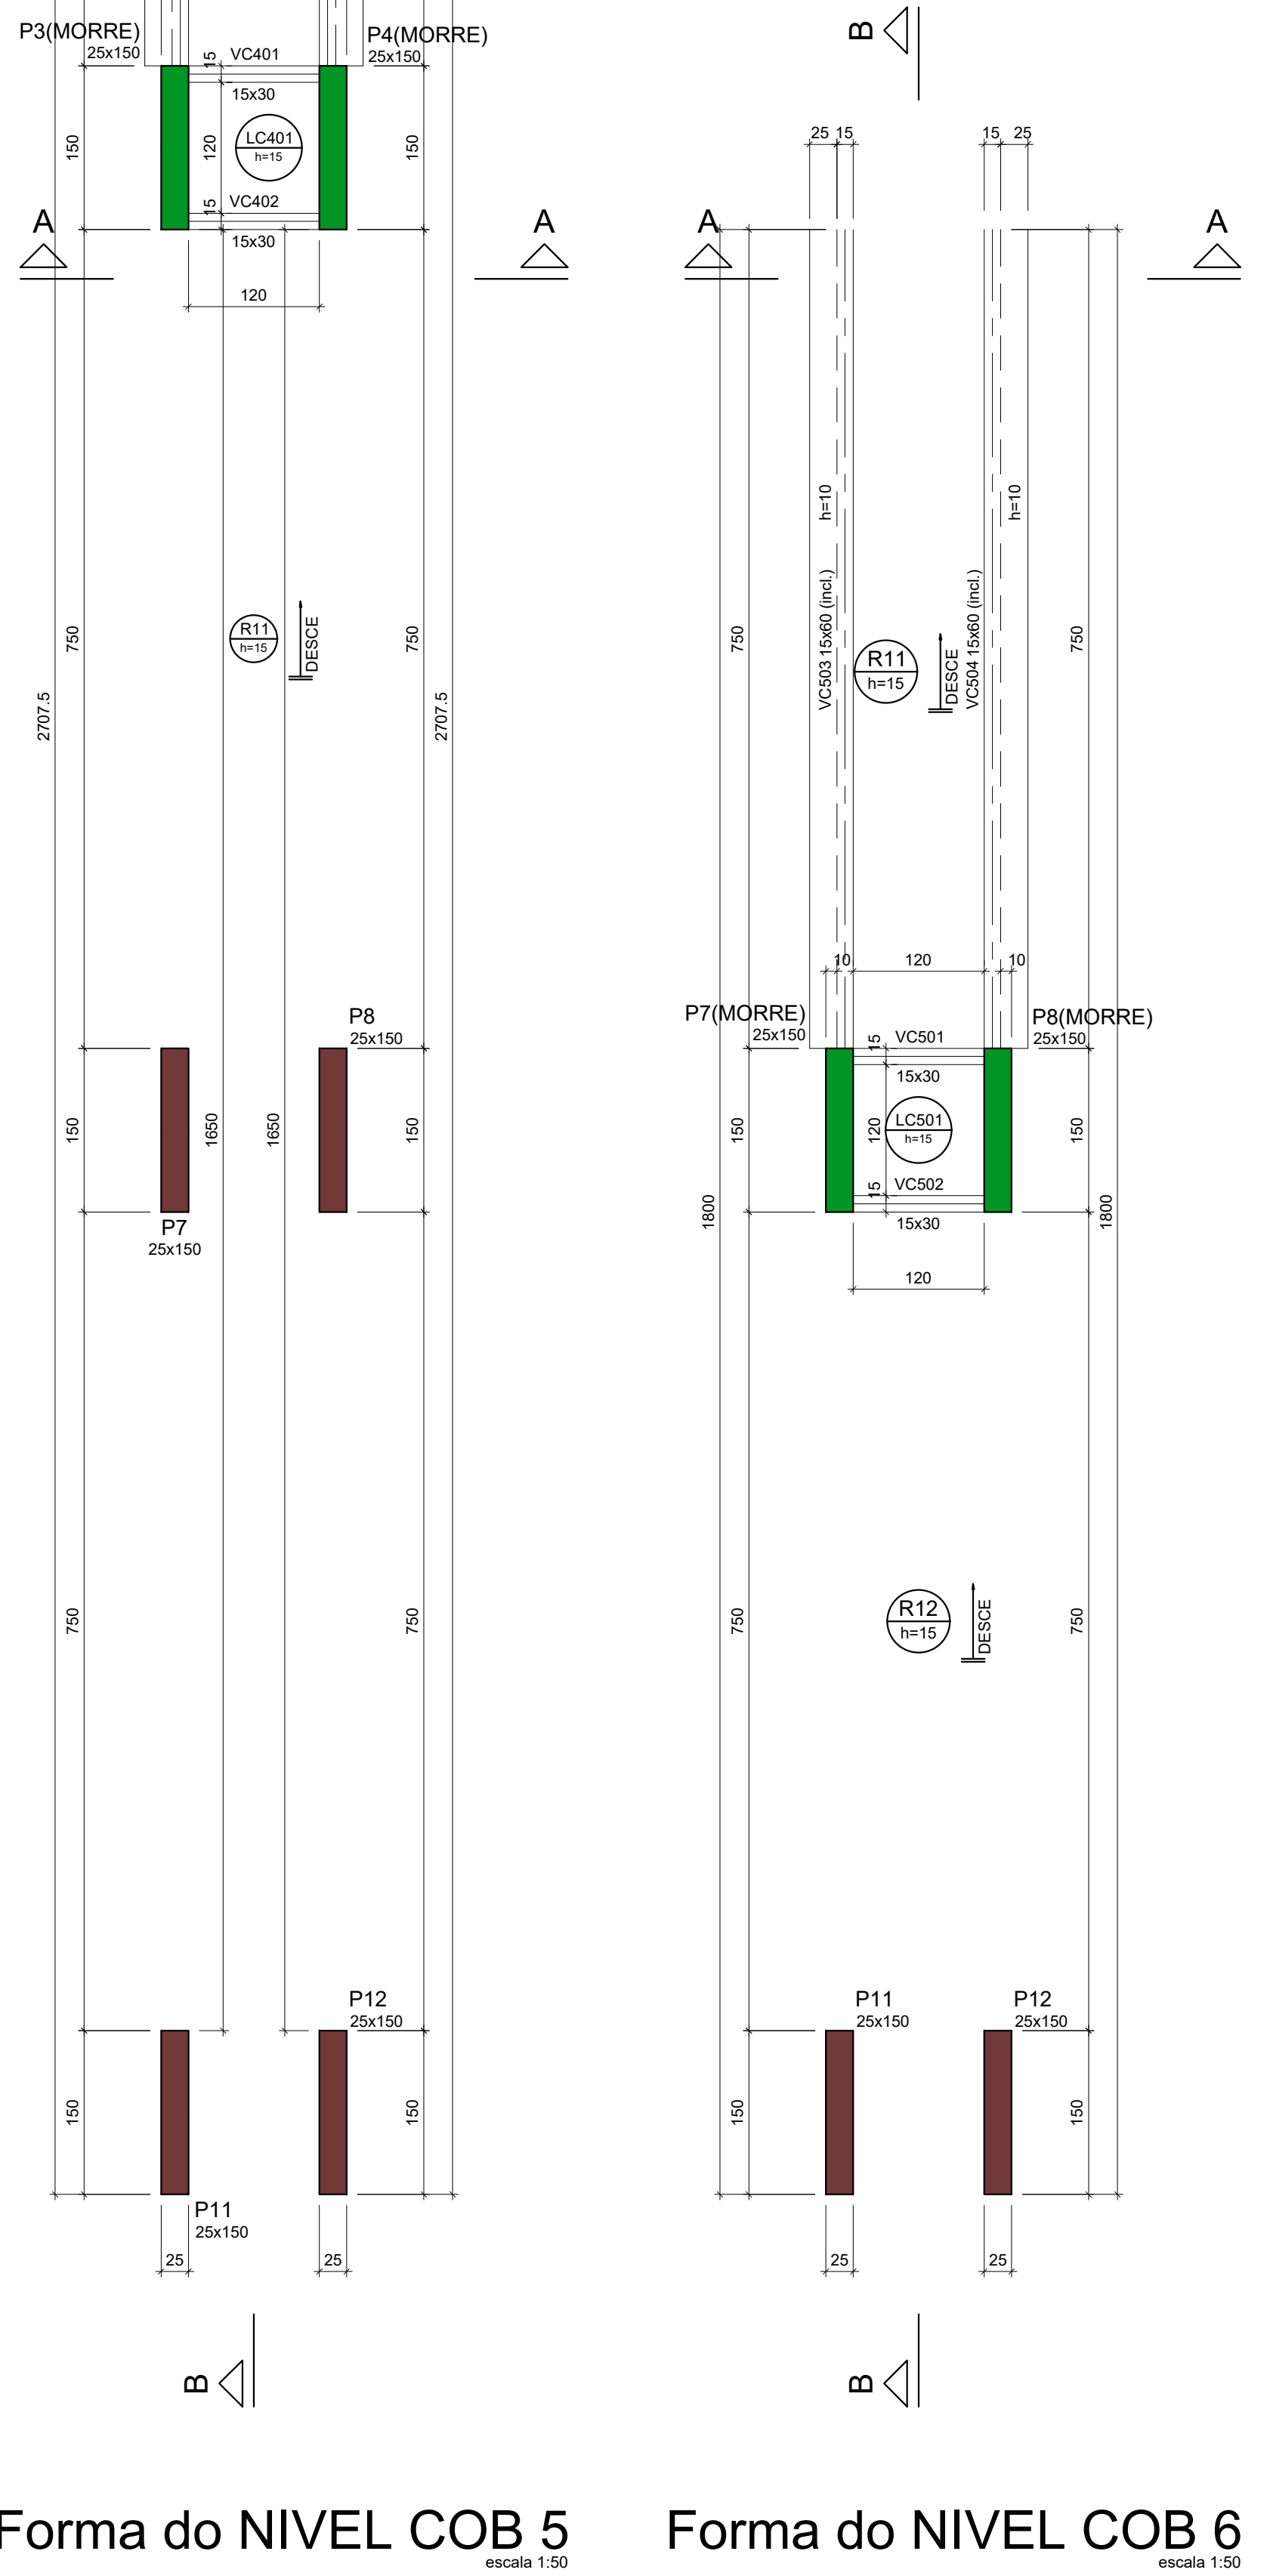 P3(MORRE)
25x150
P4(MORRE)
25x150
15
VC401
15x30
150
120
LC401
h=15
150
15
VC402
15x30
A
A
120
750
R11
h=15
DESCE
750
2707.5
2707.5
P8
25x150
150
1650
1650
150
P7
25x150
750
750
P12
25x150
150
150
P11
25x150
25
25
B
Forma do NIVEL COB 5
escala 1:50
B
25 15
15 25
A
A
h=10
h=10
VC503 15x60 (incl.)
VC504 15x60 (incl.)
750
R11
h=15
DESCE
750
10
120
10
P7(MORRE)
25x150
P8(MORRE)
25x150
15
VC501
15x30
150
120
LC501
h=15
150
15
VC502
15x30
1800
1800
120
750
R12
h=15
DESCE
750
P11
25x150
P12
25x150
150
150
25
25
B
Forma do NIVEL COB 6
escala 1:50